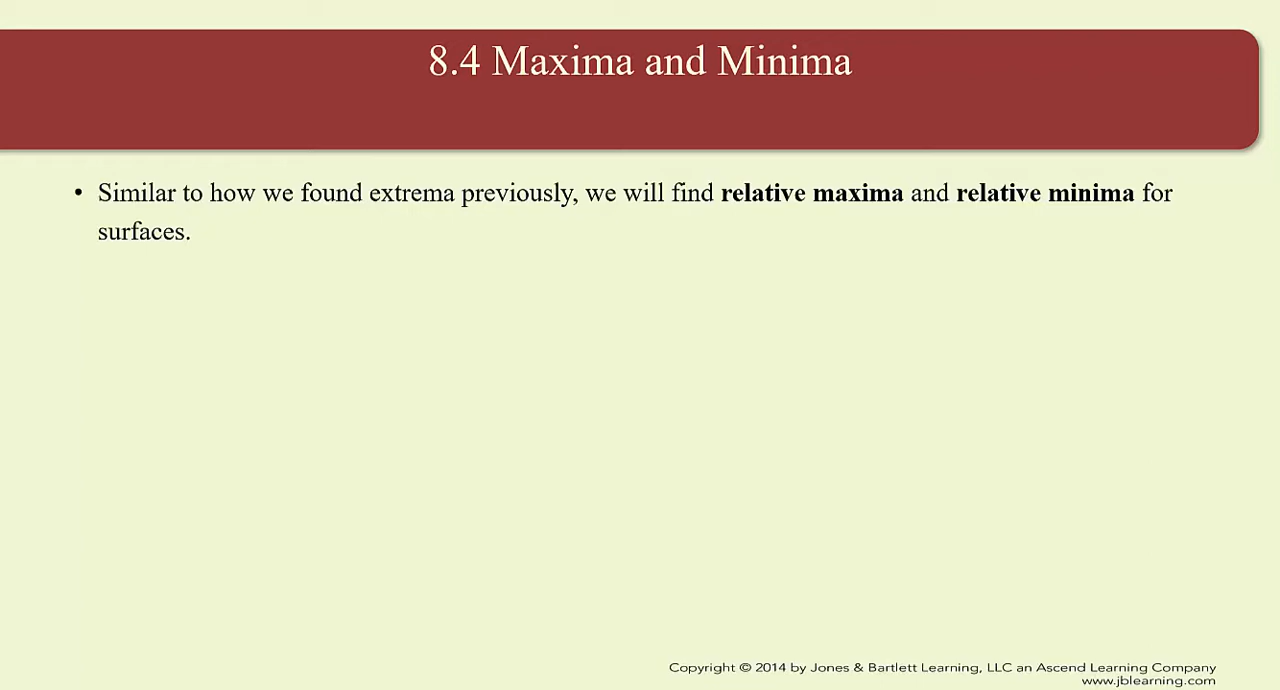 8.4 Maxima and Minima
• Similar to how we found extrema previously, we will find relative maxima and relative minima for
surfaces.
Copyright © 2014 by Jones & Bartlett Learning, LLC an Ascend Learning Company
www.jblearning.com